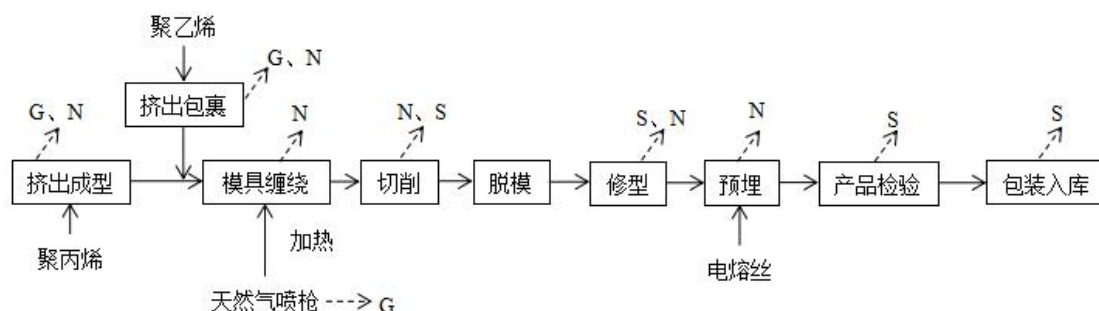 聚乙烯
G、N
挤出包裹
G、N
N
N、S
S、N
N
S
S
挤出成型
模具缠绕
切削
脱模
修型
预埋
产品检验
包装入库
聚丙烯
加热
电熔丝
天然气喷枪
G